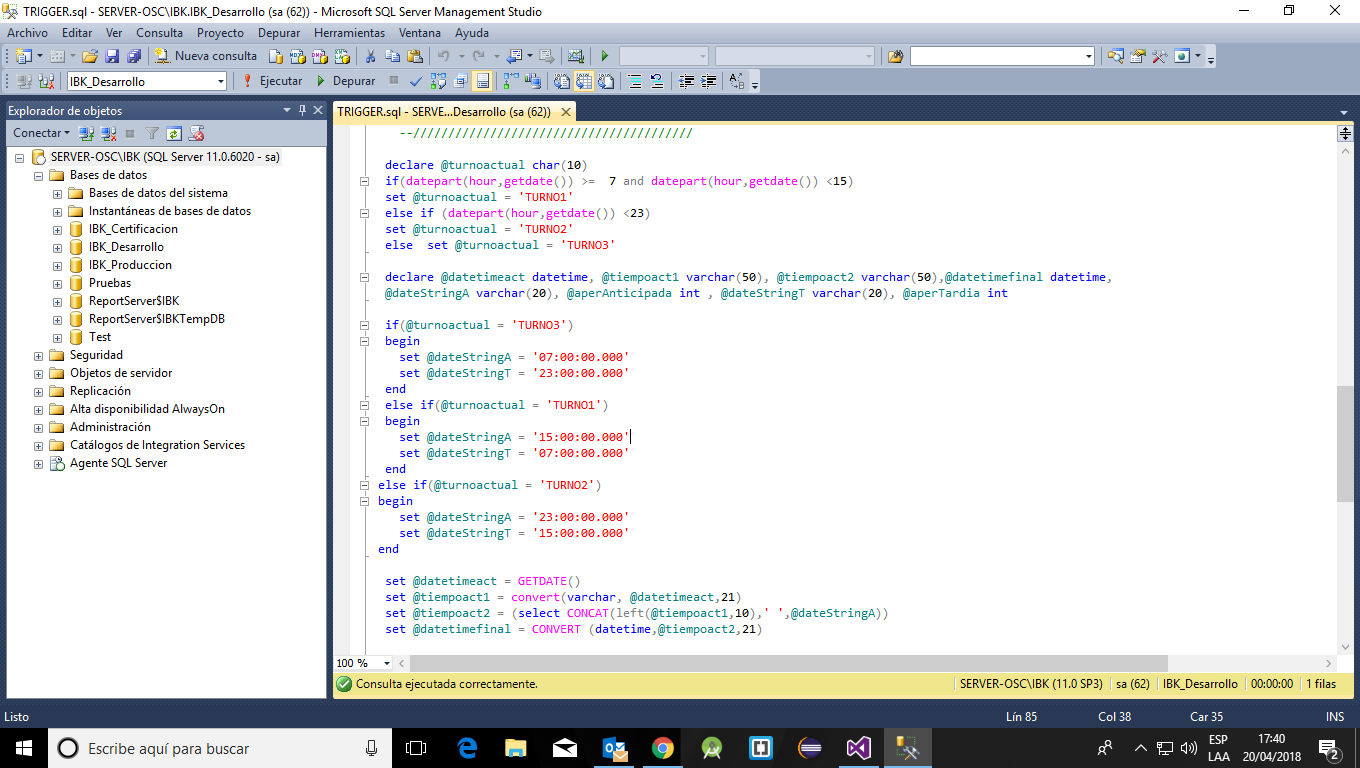 TRIGGER.sql - SERVER-OSC\IBK.IBK_Desarrollo (sa (62)) - Microsoft SQL Server Management Studio
Archivo Editar Ver Consulta Proyecto Depurar Herramientas Ventana Ayuda
Nueva consulta
IBK_Desarrollo Ejecutar Depurar
Explorador de objetos
Conectar
SERVER-OSC\IBK (SQL Server 11.0.6020 - sa)
Bases de datos
Bases de datos del sistema
Instantáneas de bases de datos
IBK_Certificacion
IBK_Desarrollo
IBK_Produccion
Pruebas
ReportServer$IBK
ReportServer$IBKTempDB
Test
Seguridad
Objetos de servidor
Replicación
Alta disponibilidad AlwaysOn
Administración
Catálogos de Integration Services
Agente SQL Server
TRIGGER.sql - SERVE...Desarrollo (sa (62))
--////////////////////////////////////////
declare @turnoactual char(10)
if(datepart(hour,getdate()) >=  7 and datepart(hour,getdate()) <15)
set @turnoactual = 'TURNO1'
else if (datepart(hour,getdate()) <23)
set @turnoactual = 'TURNO2'
else  set @turnoactual = 'TURNO3'
declare @datetimeact datetime, @tiempoact1 varchar(50), @tiempoact2 varchar(50),@datetimefinal datetime,
@dateStringA varchar(20), @aperAnticipada int , @dateStringT varchar(20), @aperTardia int
if(@turnoactual = 'TURNO3')
begin
set @dateStringA = '07:00:00.000'
set @dateStringT = '23:00:00.000'
end
else if(@turnoactual = 'TURNO1')
begin
set @dateStringA = '15:00:00.000'
set @dateStringT = '07:00:00.000'
end
else if(@turnoactual = 'TURNO2')
begin
set @dateStringA = '23:00:00.000'
set @dateStringT = '15:00:00.000'
end
set @datetimeact = GETDATE()
set @tiempoact1 = convert(varchar, @datetimeact,21)
set @tiempoact2 = (select CONCAT(left(@tiempoact1,10),' ',@dateStringA))
set @datetimefinal = CONVERT (datetime,@tiempoact2,21)
100 %
Consulta ejecutada correctamente. SERVER-OSC\IBK (11.0 SP3) sa (62) IBK_Desarrollo 00:00:00 1 filas
Listo Lín 85 Col 38 Car 35 INS
Escribe aquí para buscar
ESP
LAA
17:40
20/04/2018
2